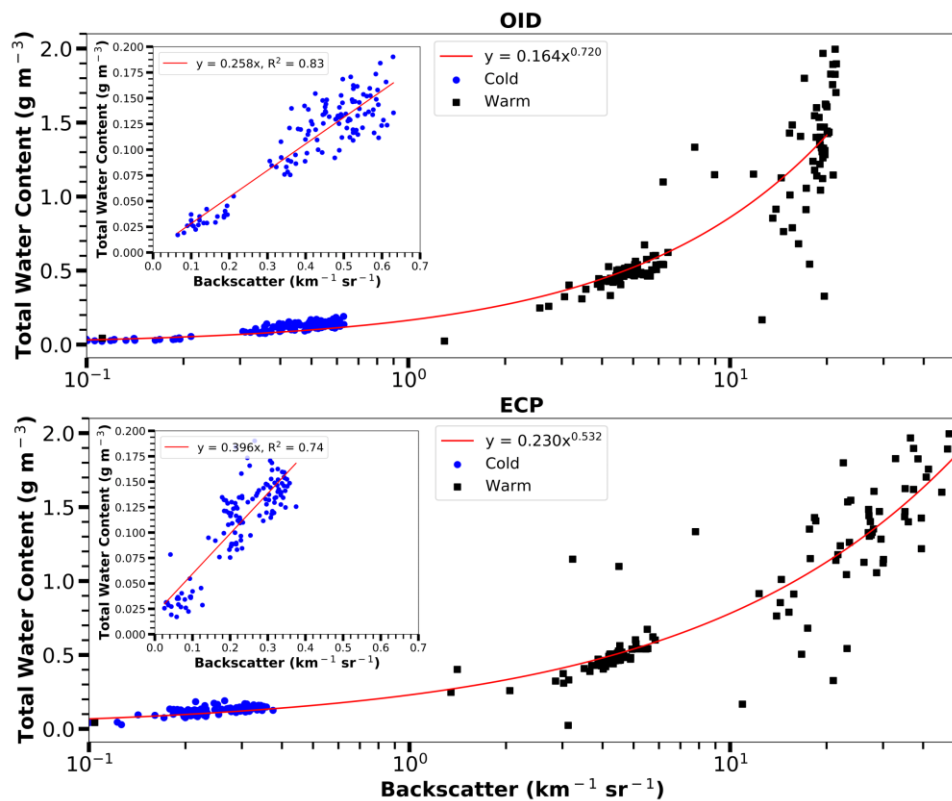 OID
Total Water Content (g m⁻³)
2.0
1.5
1.0
0.5
0.0
10⁻¹
10⁰
10¹
y = 0.164x⁰·⁷²⁰
Cold
Warm
Total Water Content (g m⁻³)
0.200
0.175
0.150
0.125
0.100
0.075
0.050
0.025
0.000
y = 0.258x, R² = 0.83
0.0 0.1 0.2 0.3 0.4 0.5 0.6 0.7
Backscatter (km⁻¹ sr⁻¹)
ECP
Total Water Content (g m⁻³)
2.0
1.5
1.0
0.5
0.0
10⁻¹
10⁰
10¹
y = 0.230x⁰·⁵³²
Cold
Warm
Total Water Content (g m⁻³)
0.200
0.175
0.150
0.125
0.100
0.075
0.050
0.025
0.000
y = 0.396x, R² = 0.74
0.0 0.1 0.2 0.3 0.4 0.5 0.6 0.7
Backscatter (km⁻¹ sr⁻¹)
Backscatter (km⁻¹ sr⁻¹)